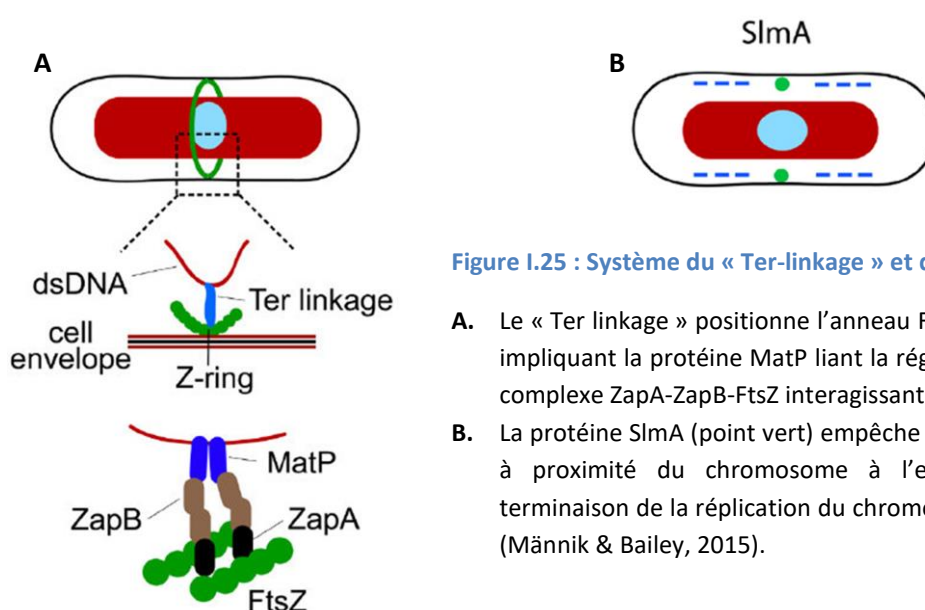 A
dsDNA
Ter linkage
cell
envelope
Z-ring
MatP
ZapB
ZapA
FtsZ
SlmA
B
Figure I.25 : Système du « Ter-linkage » et
A. Le « Ter linkage » positionne l'anneau
impliquant la protéine MatP liant la
complexe ZapA-ZapB-FtsZ interagissant
B. La protéine SlmA (point vert) empêche
à proximité du chromosome à
terminaison de la réplication du
(Männik & Bailey, 2015).